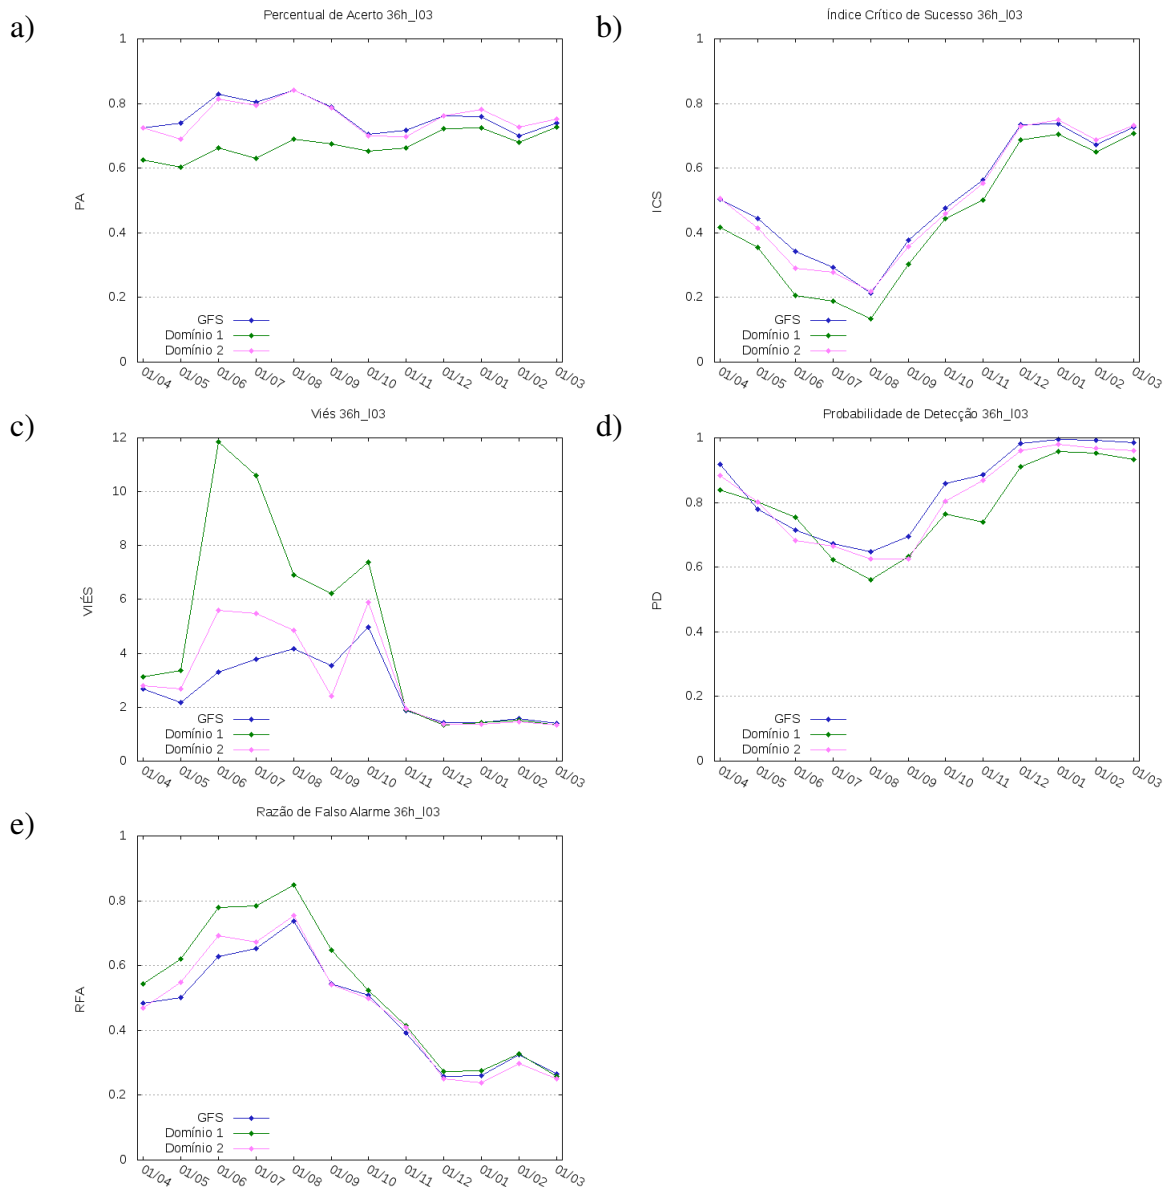 a)
Percentual de Acerto 36h_l03
1
0.8
0.6
0.4
0.2
0
PA
GFS
Domínio 1
Domínio 2
01/04 01/05 01/06 01/07 01/08 01/09 01/10 01/11 01/12 01/01 01/02 01/03
b)
Índice Crítico de Sucesso 36h_l03
1
0.8
0.6
0.4
0.2
0
ICS
GFS
Domínio 1
Domínio 2
01/04 01/05 01/06 01/07 01/08 01/09 01/10 01/11 01/12 01/01 01/02 01/03
c)
Viés 36h_l03
12
10
8
6
4
2
0
VIÉS
GFS
Domínio 1
Domínio 2
01/04 01/05 01/06 01/07 01/08 01/09 01/10 01/11 01/12 01/01 01/02 01/03
d)
Probabilidade de Detecção 36h_l03
1
0.8
0.6
0.4
0.2
0
PD
GFS
Domínio 1
Domínio 2
01/04 01/05 01/06 01/07 01/08 01/09 01/10 01/11 01/12 01/01 01/02 01/03
e)
Razão de Falso Alarme 36h_l03
1
0.8
0.6
0.4
0.2
0
RFA
GFS
Domínio 1
Domínio 2
01/04 01/05 01/06 01/07 01/08 01/09 01/10 01/11 01/12 01/01 01/02 01/03